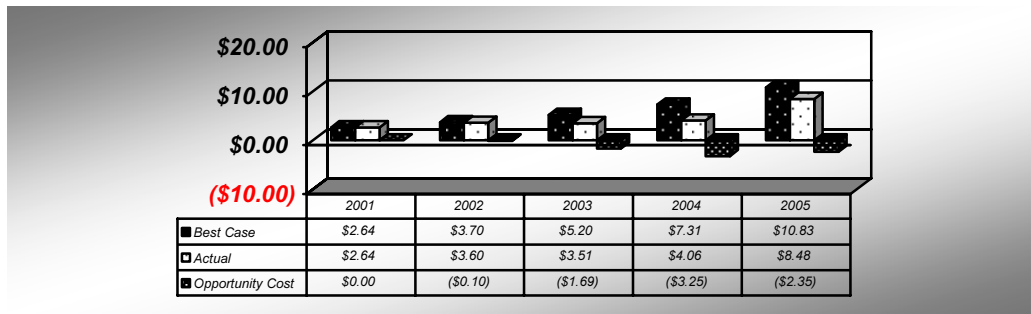 $20.00
$10.00
$0.00
($10.00)
2001 2002 2003 2004 2005
Best Case $2.64 $3.70 $5.20 $7.31 $10.83
Actual $2.64 $3.60 $3.51 $4.06 $8.48
Opportunity Cost $0.00 ($0.10) ($1.69) ($3.25) ($2.35)